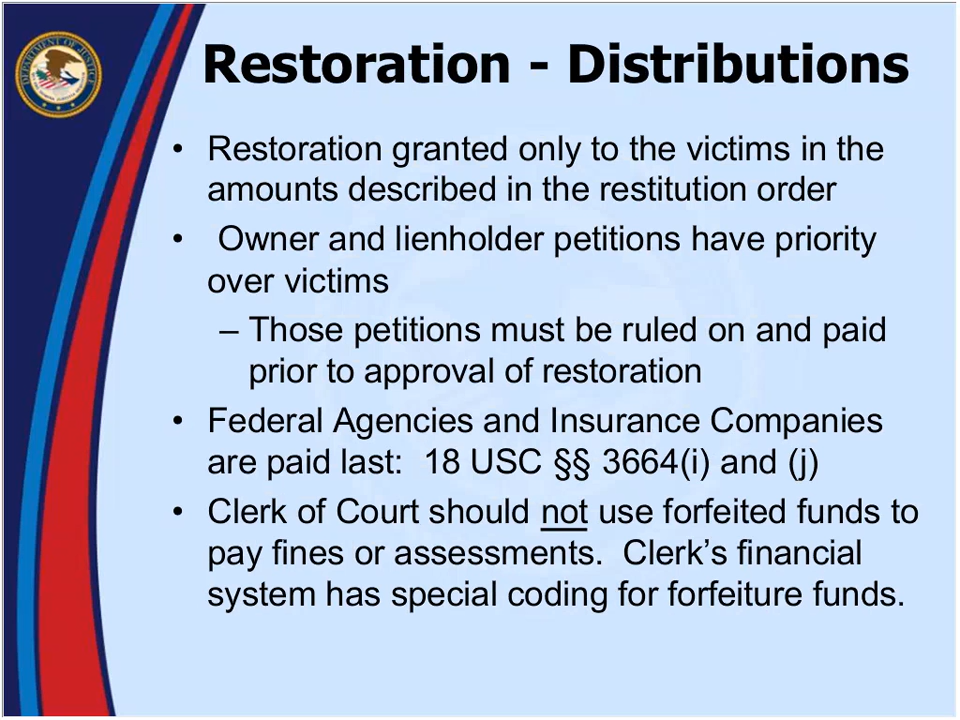 DEPARTMENT OF JUSTICE
Restoration - Distributions
• Restoration granted only to the victims in the
amounts described in the restitution order
• Owner and lienholder petitions have priority
over victims
– Those petitions must be ruled on and paid
prior to approval of restoration
• Federal Agencies and Insurance Companies
are paid last:  18 USC §§ 3664(i) and (j)
• Clerk of Court should not use forfeited funds to
pay fines or assessments.  Clerk’s financial
system has special coding for forfeiture funds.